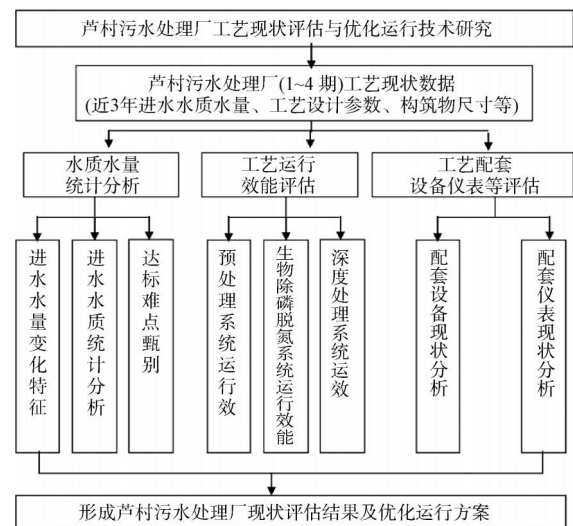 芦村污水处理厂工艺现状评估与优化运行技术研究
芦村污水处理厂(1~4 期)工艺现状数据
(近3年进水水质水量、工艺设计参数、构筑物尺寸等)
水质水量
统计分析
工艺运行
效能评估
工艺配套
设备仪表等评估
进水水量变化特征
进水水质统计分析
达标难点甄别
预处理系统运行效
生物除磷脱氮系统运行效能
深度处理系统运效
配套设备现状分析
配套仪表现状分析
形成芦村污水处理厂现状评估结果及优化运行方案